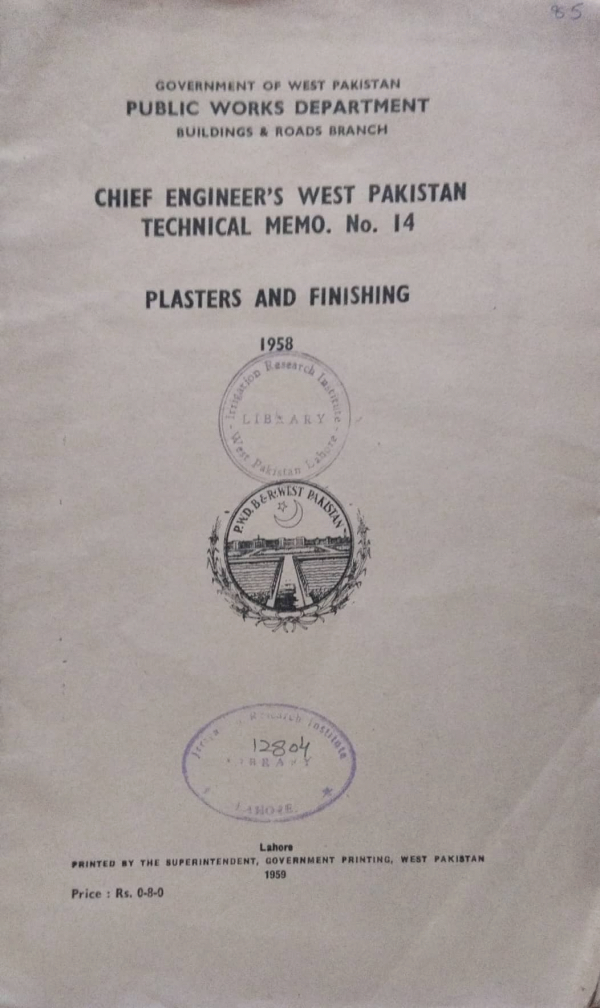 85
GOVERNMENT OF WEST PAKISTAN
PUBLIC WORKS DEPARTMENT
BUILDINGS & ROADS BRANCH
CHIEF ENGINEER'S WEST PAKISTAN
TECHNICAL MEMO. No. 14
PLASTERS AND FINISHING
1958
Irrigation Research Institute
LIBRARY
West Pakistan Lahore
P.W.D. B&R. WEST PAKISTAN
Research Institute
12804
LIBRARY
LAHORE.
Lahore
PRINTED BY THE SUPERINTENDENT, GOVERNMENT PRINTING, WEST PAKISTAN
1959
Price : Rs. 0-8-0